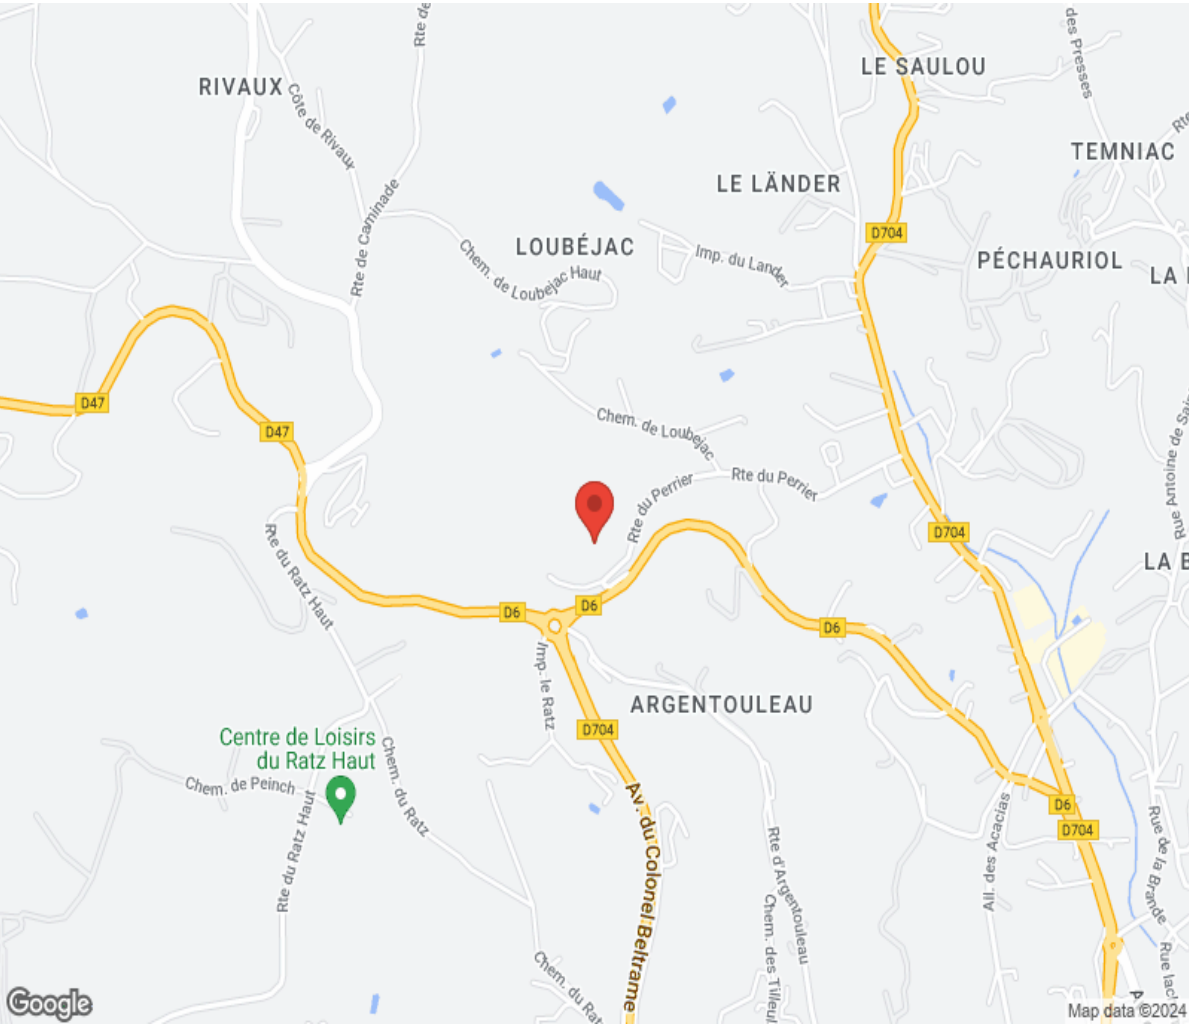 Rte de
des Presses
LE SAULOU
RIVAUX
Côte de Rivaux
Rte
TEMNIAC
LE LÄNDER
Rte de Caminade
D704
LOUBÉJAC
Imp. du Lander
PÉCHAURIOL
Chem. de Loubejac Haut
LA
D47
D47
Chem. de Loubejac
Rue Antoine de Sai
Rte du Perrier
Rte du Perrier
D704
Rte du Ratz Haut
LA B
D6
D6
D6
Imp. le Ratz
ARGENTOULEAU
D704
Centre de Loisirs
du Ratz Haut
Chem. de Peinch
Chem. du Ratz
Av. du Colonel Beltrame
D6
D704
Rte du Ratz Haut
All. des Acacias
Rue de la Brande
Rte d'Argentouleau
Chem. des Tilleul
Chem. du Rat
Rue Jac
A
Google
Map data ©2024